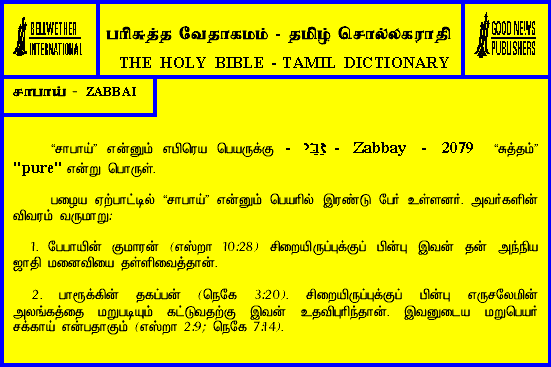 BELLWETHER
INTERNATIONAL
பரிசுத்த வேதாகமம் - தமிழ் சொல்லகராதி
THE HOLY BIBLE - TAMIL DICTIONARY
GOOD NEWS
PUBLISHERS
சாபாய் - ZABBAI
“சாபாய்” என்னும் எபிரெய பெயருக்கு - זַבַּי - Zabbay - 2079 “சுத்தம்”
"pure" என்று பொருள்.
பழைய ஏற்பாட்டில் “சாபாய்” என்னும் பெயரில் இரண்டு பேர் உள்ளனர். அவர்களின்
விவரம் வருமாறு:
1. பேபாயின் குமாரன் (எஸ்றா 10:28) சிறையிருப்புக்குப் பின்பு இவன் தன் அந்நிய
ஜாதி மனைவியை தள்ளிவைத்தான்.
2. பாரூக்கின் தகப்பன் (நெகே 3:20). சிறையிருப்புக்குப் பின்பு எருசலேமின்
அலங்கத்தை மறுபடியும் கட்டுவதற்கு இவன் உதவிபுரிந்தான். இவனுடைய மறுபெயர்
சக்காய் என்பதாகும் (எஸ்றா 2:9; நெகே 7:14).